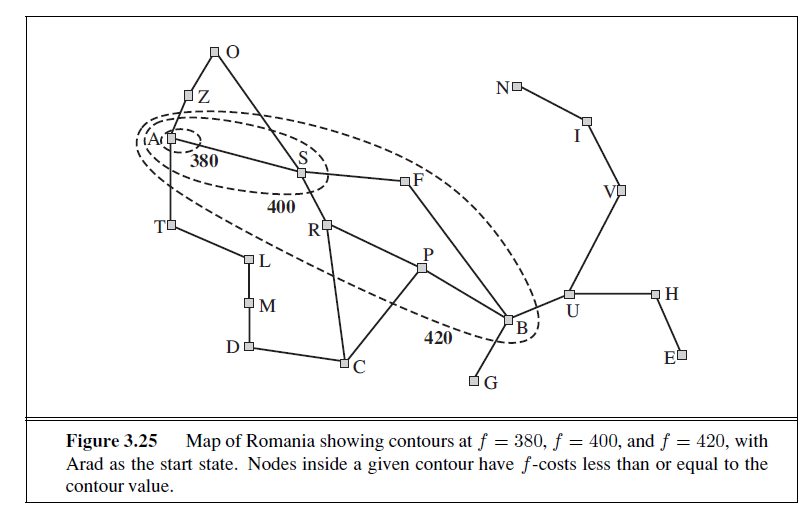 O
Z
N
A
I
380
S
F
V
400
T
R
L
P
M
H
U
B
420
D
E
C
G
Figure 3.25 Map of Romania showing contours at f = 380, f = 400, and f = 420, with
Arad as the start state. Nodes inside a given contour have f-costs less than or equal to the
contour value.